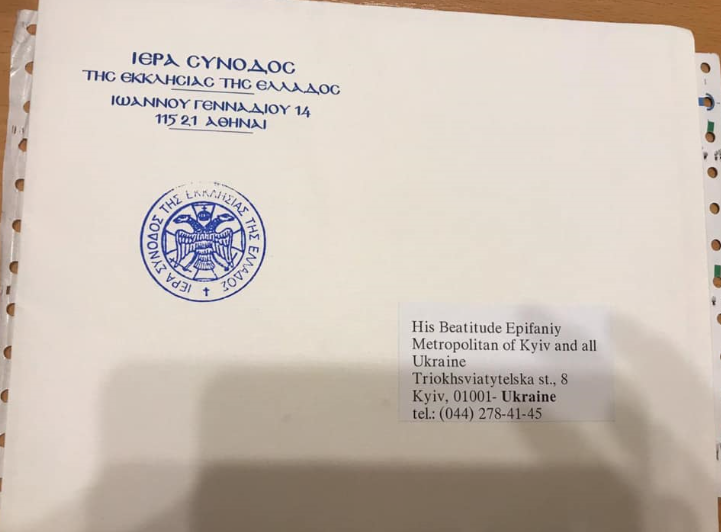 ΙΕΡΑ CΥΝΟΔΟC
ΤΗC ΕΚΚΛΗCΙΑC ΤΗC ΕΛΛΑΔΟC
ΙΩΑΝΝΟΥ ΓΕΝΝΑΔΙΟΥ 14
115 21 ΑΘΗΝΑΙ
ΙΕΡΑ ΣΥΝΟΔΟΣ ΤΗΣ ΕΚΚΛΗΣΙΑΣ ΤΗΣ ΕΛΛΑΔΟΣ
His Beatitude Epifaniy
Metropolitan of Kyiv and all
Ukraine
Triokhsviatytelska st., 8
Kyiv, 01001- Ukraine
tel.: (044) 278-41-45